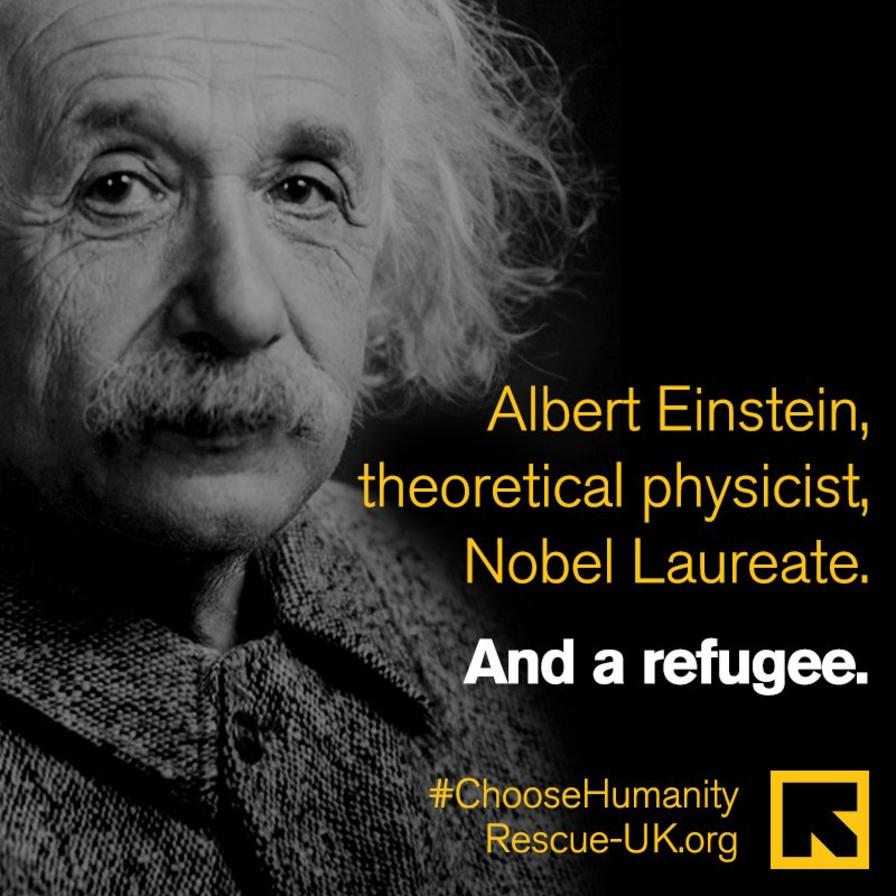 Albert Einstein,
theoretical physicist,
Nobel Laureate.
And a refugee.
#ChooseHumanity
Rescue-UK.org